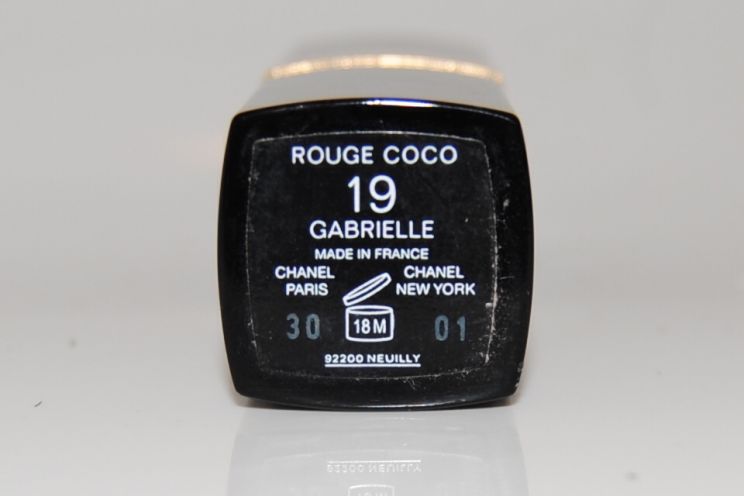 ROUGE COCO
19
GABRIELLE
MADE IN FRANCE
CHANEL
PARIS
CHANEL
NEW YORK
30
18M
01
92200 NEUILLY